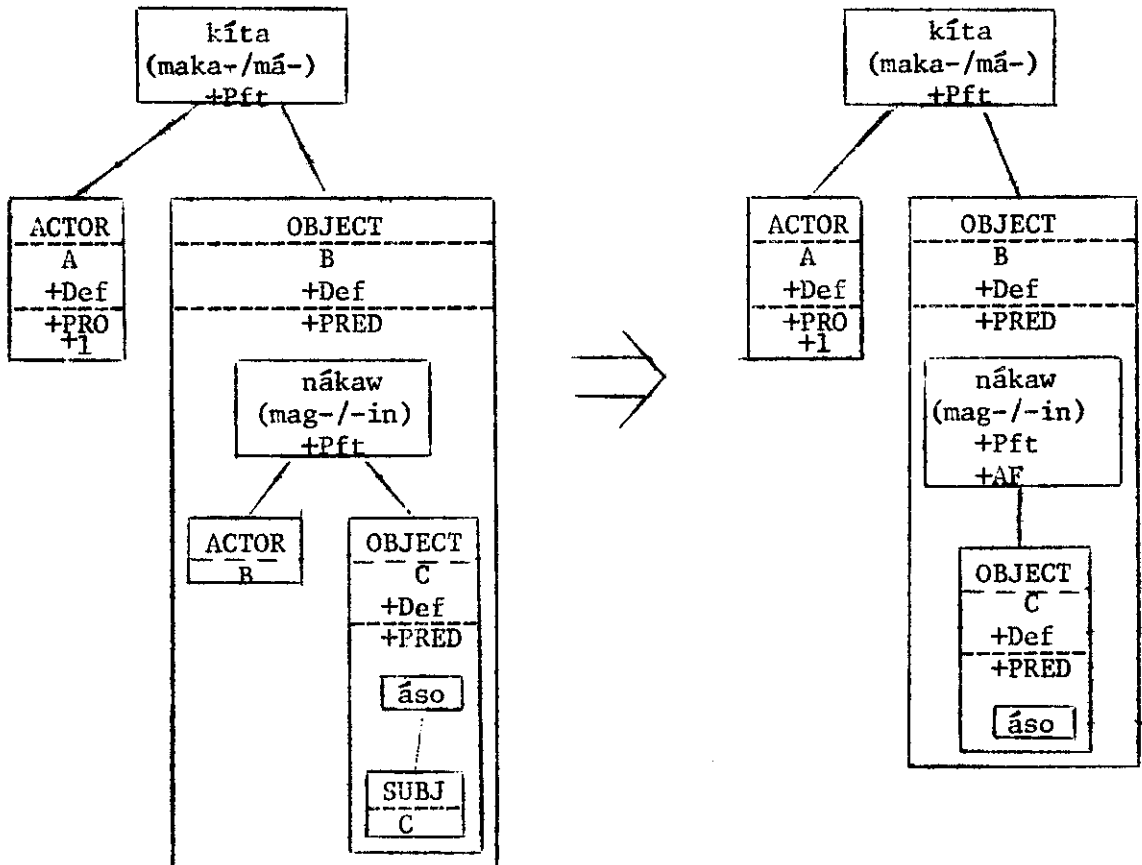 kíta
(maka-/má-)
+Pft
ACTOR
A
+Def
+PRO
+1
OBJECT
B
+Def
+PRED
nákaw
(mag-/-in)
+Pft
ACTOR
B
OBJECT
C
+Def
+PRED
áso
SUBJ
C
kíta
(maka-/má-)
+Pft
ACTOR
A
+Def
+PRO
+1
OBJECT
B
+Def
+PRED
nákaw
(mag-/-in)
+Pft
+AF
OBJECT
C
+Def
+PRED
áso